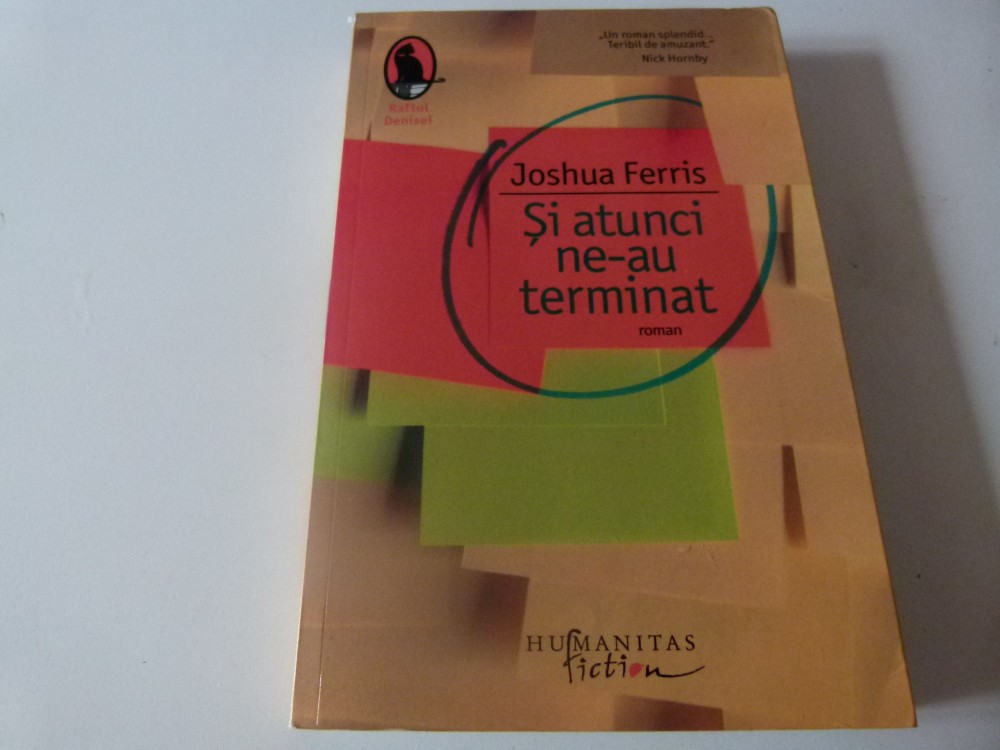 „Un roman splendid...
Teribil de amuzant.”
Nick Hornby
Raftul
Denisei
Joshua Ferris
Și atunci
ne-au
terminat
roman
HUMANITAS
fiction